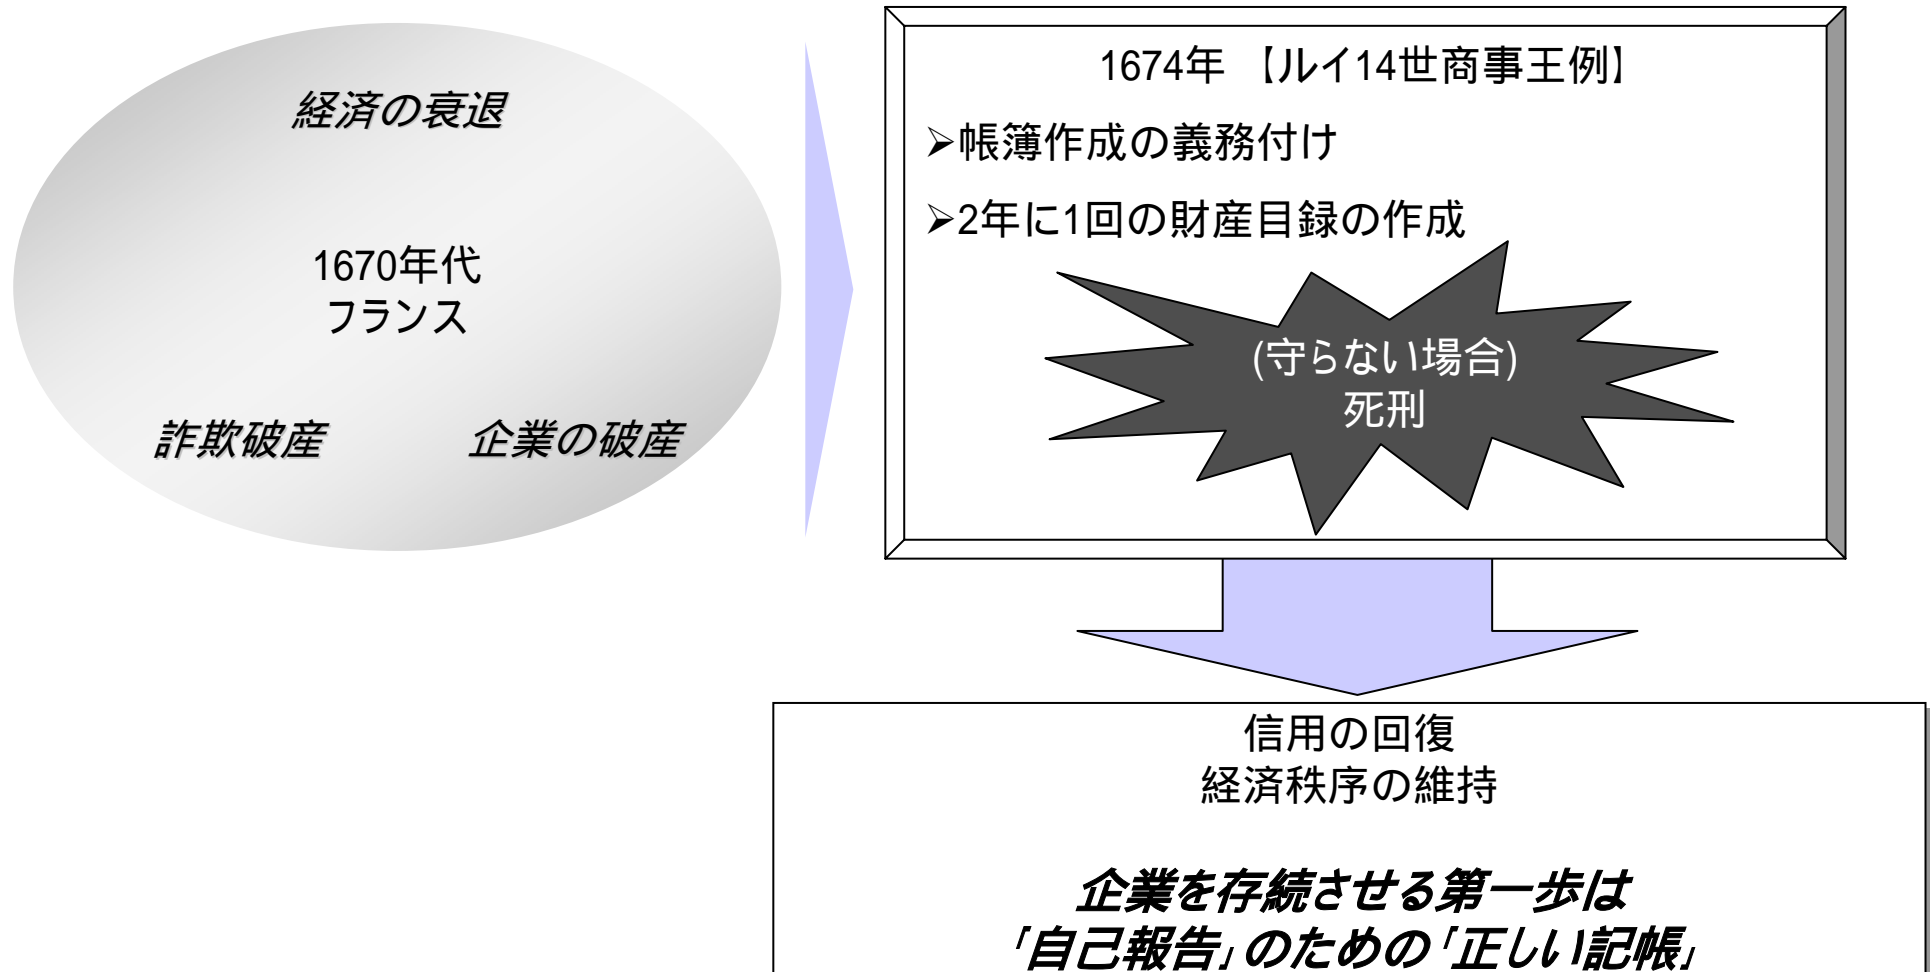 経済の衰退
1670年代
フランス
詐欺破産
企業の破産
1674年 【ルイ14世商事王例】
➢帳簿作成の義務付け
➢2年に1回の財産目録の作成
(守らない場合)
死刑
信用の回復
経済秩序の維持
企業を存続させる第一歩は
「自己報告」のための「正しい記帳」